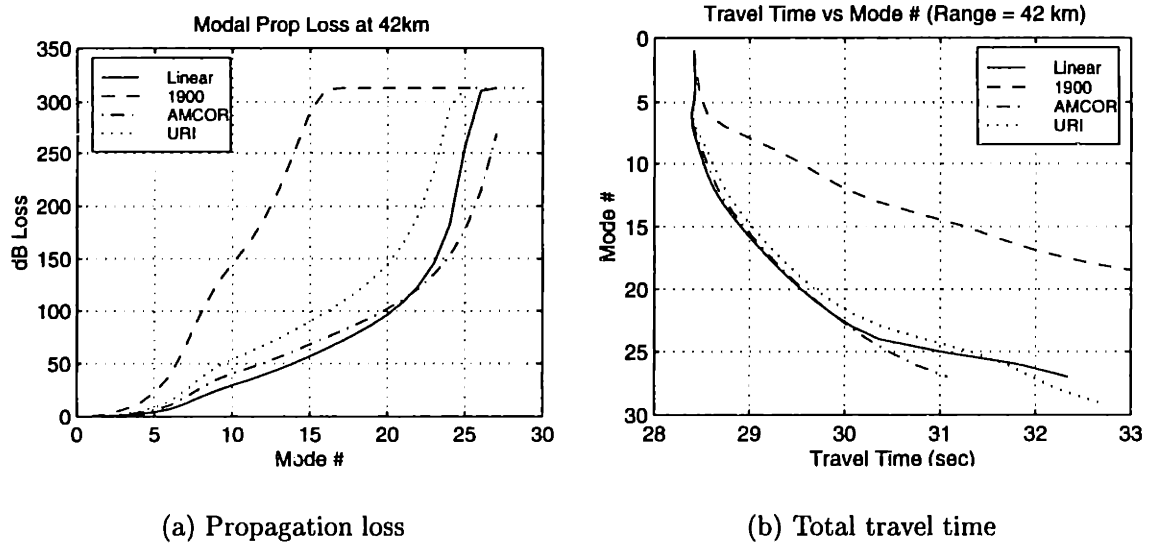 Modal Prop Loss at 42km
350
300
250
200
150
100
50
0
dB Loss
Linear
1900
AMCOR
URI
0 5 10 15 20 25 30
Mode #
(a) Propagation loss
Travel Time vs Mode # (Range = 42 km)
0
5
10
15
20
25
30
Mode #
Linear
1900
AMCOR
URI
28 29 30 31 32 33
Travel Time (sec)
(b) Total travel time